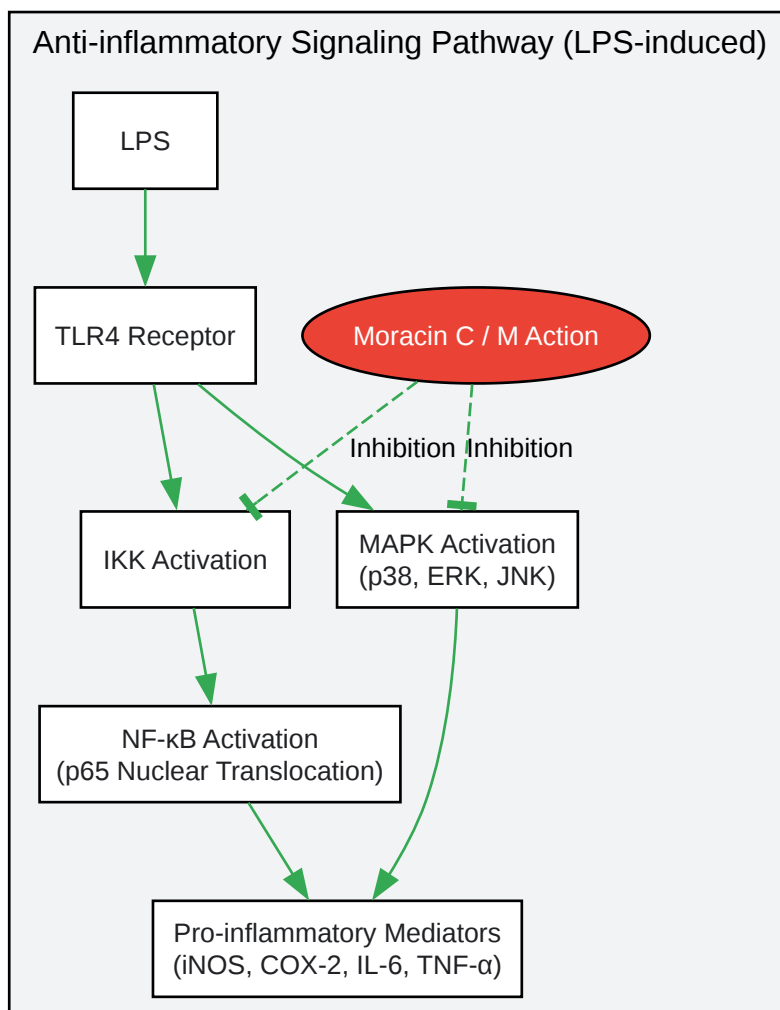 Anti-inflammatory Signaling Pathway (LPS-induced)
LPS
TLR4 Receptor
Moracin C / M Action
Inhibition
Inhibition
IKK Activation
MAPK Activation
(p38, ERK, JNK)
NF-κB Activation
(p65 Nuclear Translocation)
Pro-inflammatory Mediators
(iNOS, COX-2, IL-6, TNF-α)